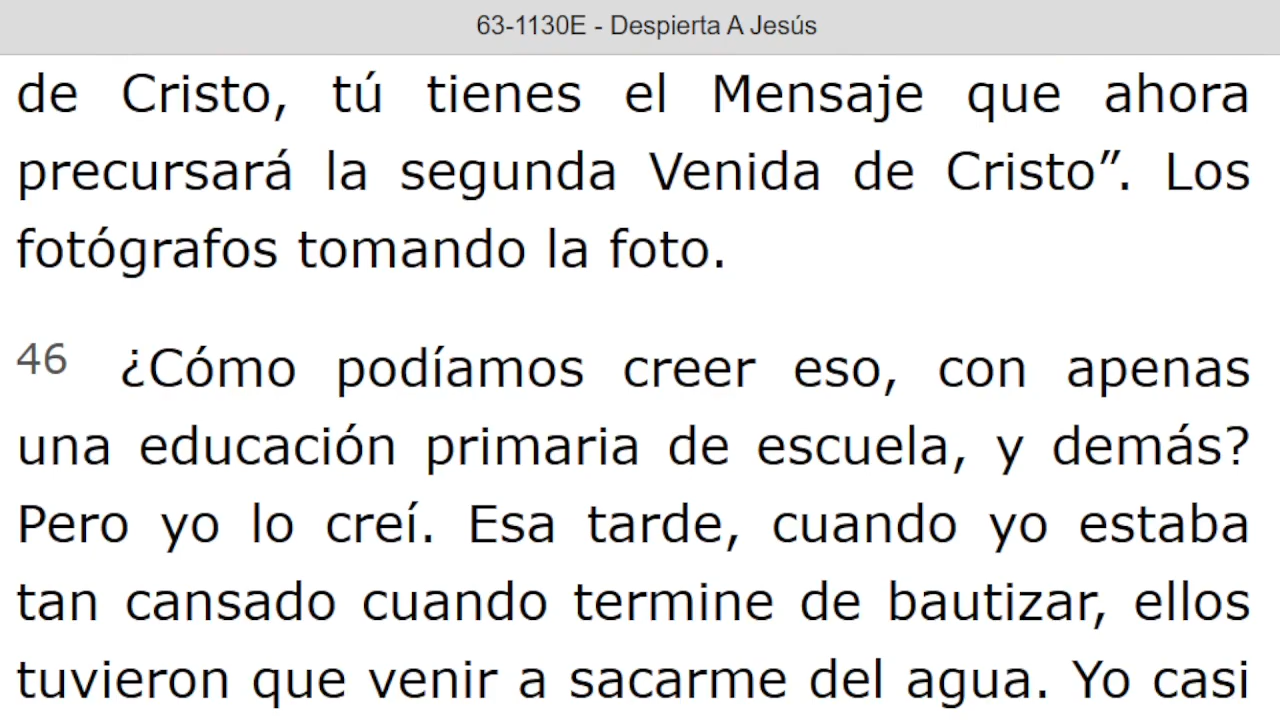 63-1130E - Despierta A Jesús
de Cristo, tú tienes el Mensaje que ahora
precursará la segunda Venida de Cristo”. Los
fotógrafos tomando la foto.
46 ¿Cómo podíamos creer eso, con apenas
una educación primaria de escuela, y demás?
Pero yo lo creí. Esa tarde, cuando yo estaba
tan cansado cuando termine de bautizar, ellos
tuvieron que venir a sacarme del agua. Yo casi